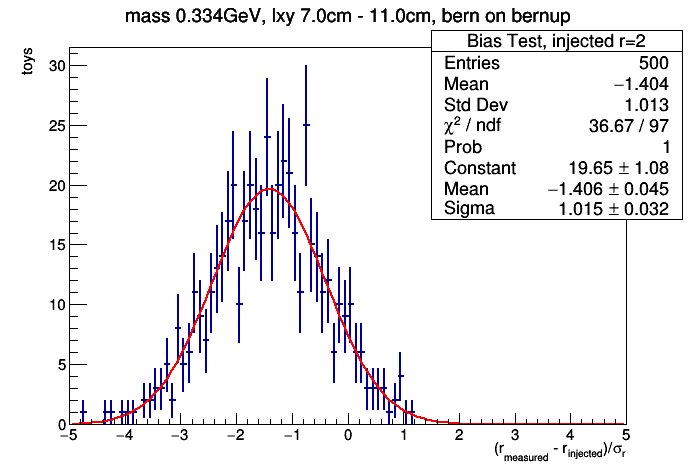 mass 0.334GeV, lxy 7.0cm - 11.0cm, bern on bernup
Bias Test, injected r=2
Entries 500
Mean −1.404
Std Dev 1.013
χ² / ndf 36.67 / 97
Prob 1
Constant 19.65 ± 1.08
Mean −1.406 ± 0.045
Sigma 1.015 ± 0.032
toys
30
25
20
15
10
5
0
−5 −4 −3 −2 −1 0 1 2 3 4 5
(r_measured - r_injected)/σ_r